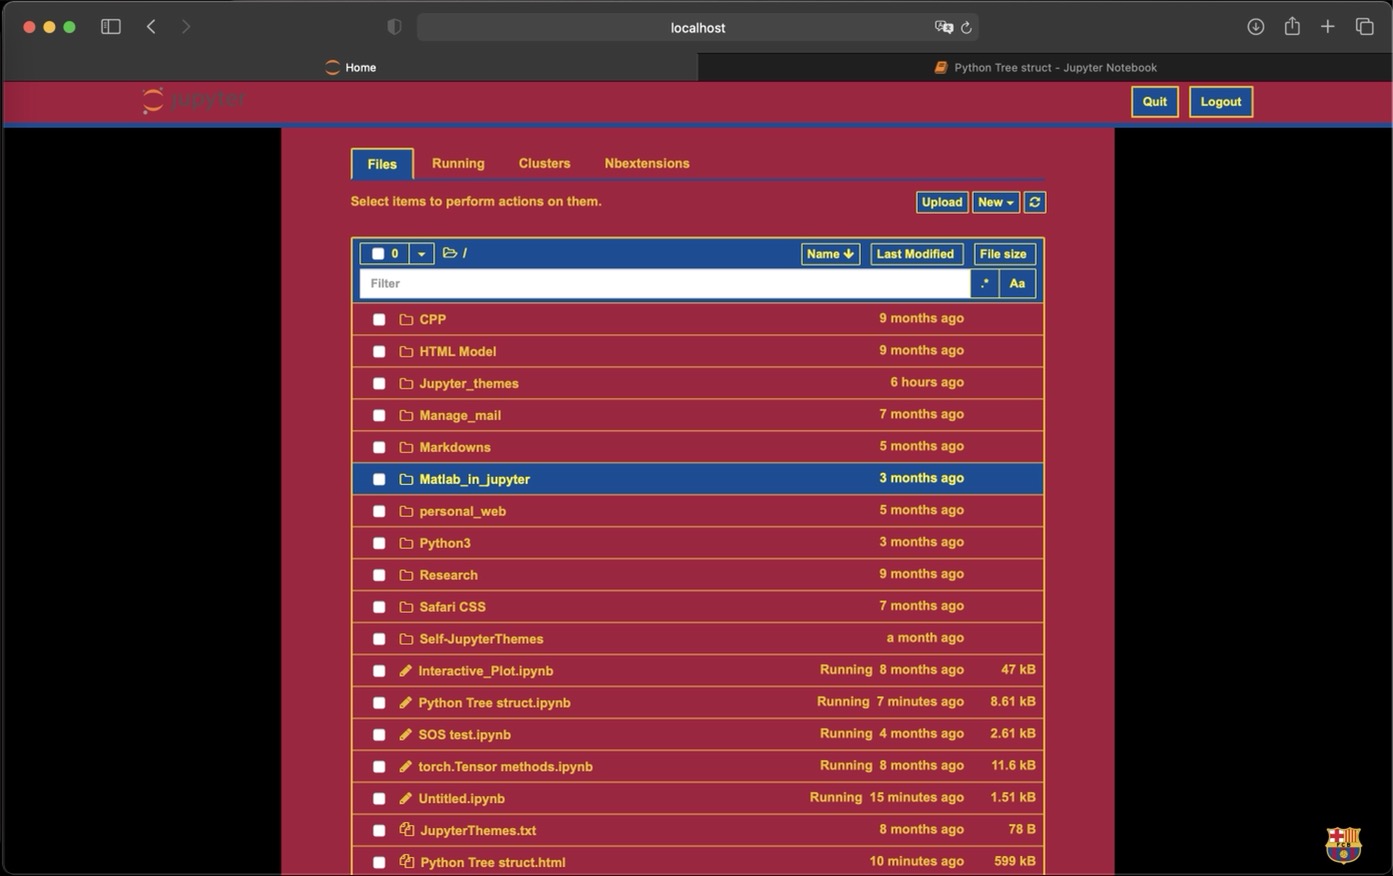 localhost
Home
Python Tree struct - Jupyter Notebook
jupyter
Quit Logout
Files Running Clusters Nbextensions
Select items to perform actions on them.
Upload New
0 / Name Last Modified File size
Filter .* Aa
CPP 9 months ago
HTML Model 9 months ago
Jupyter_themes 6 hours ago
Manage_mail 7 months ago
Markdowns 5 months ago
Matlab_in_jupyter 3 months ago
personal_web 5 months ago
Python3 3 months ago
Research 9 months ago
Safari CSS 7 months ago
Self-JupyterThemes a month ago
Interactive_Plot.ipynb Running 8 months ago 47 kB
Python Tree struct.ipynb Running 7 minutes ago 8.61 kB
SOS test.ipynb Running 4 months ago 2.61 kB
torch.Tensor methods.ipynb Running 8 months ago 11.6 kB
Untitled.ipynb Running 15 minutes ago 1.51 kB
JupyterThemes.txt 8 months ago 78 B
Python Tree struct.html 10 minutes ago 599 kB